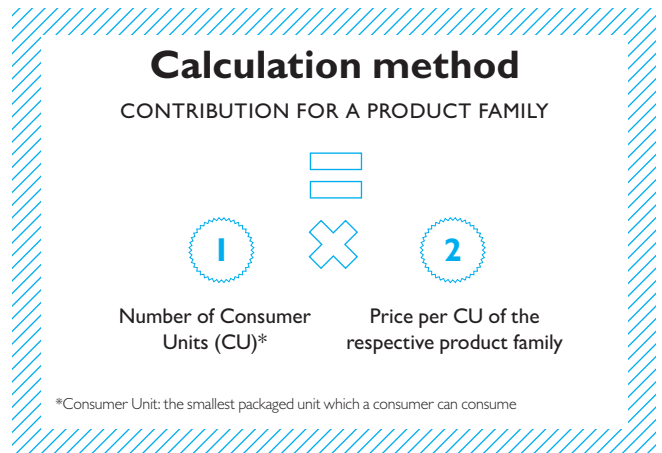 Calculation method
CONTRIBUTION FOR A PRODUCT FAMILY
1
2
Number of Consumer
Units (CU)*
Price per CU of the
respective product family
*Consumer Unit: the smallest packaged unit which a consumer can consume